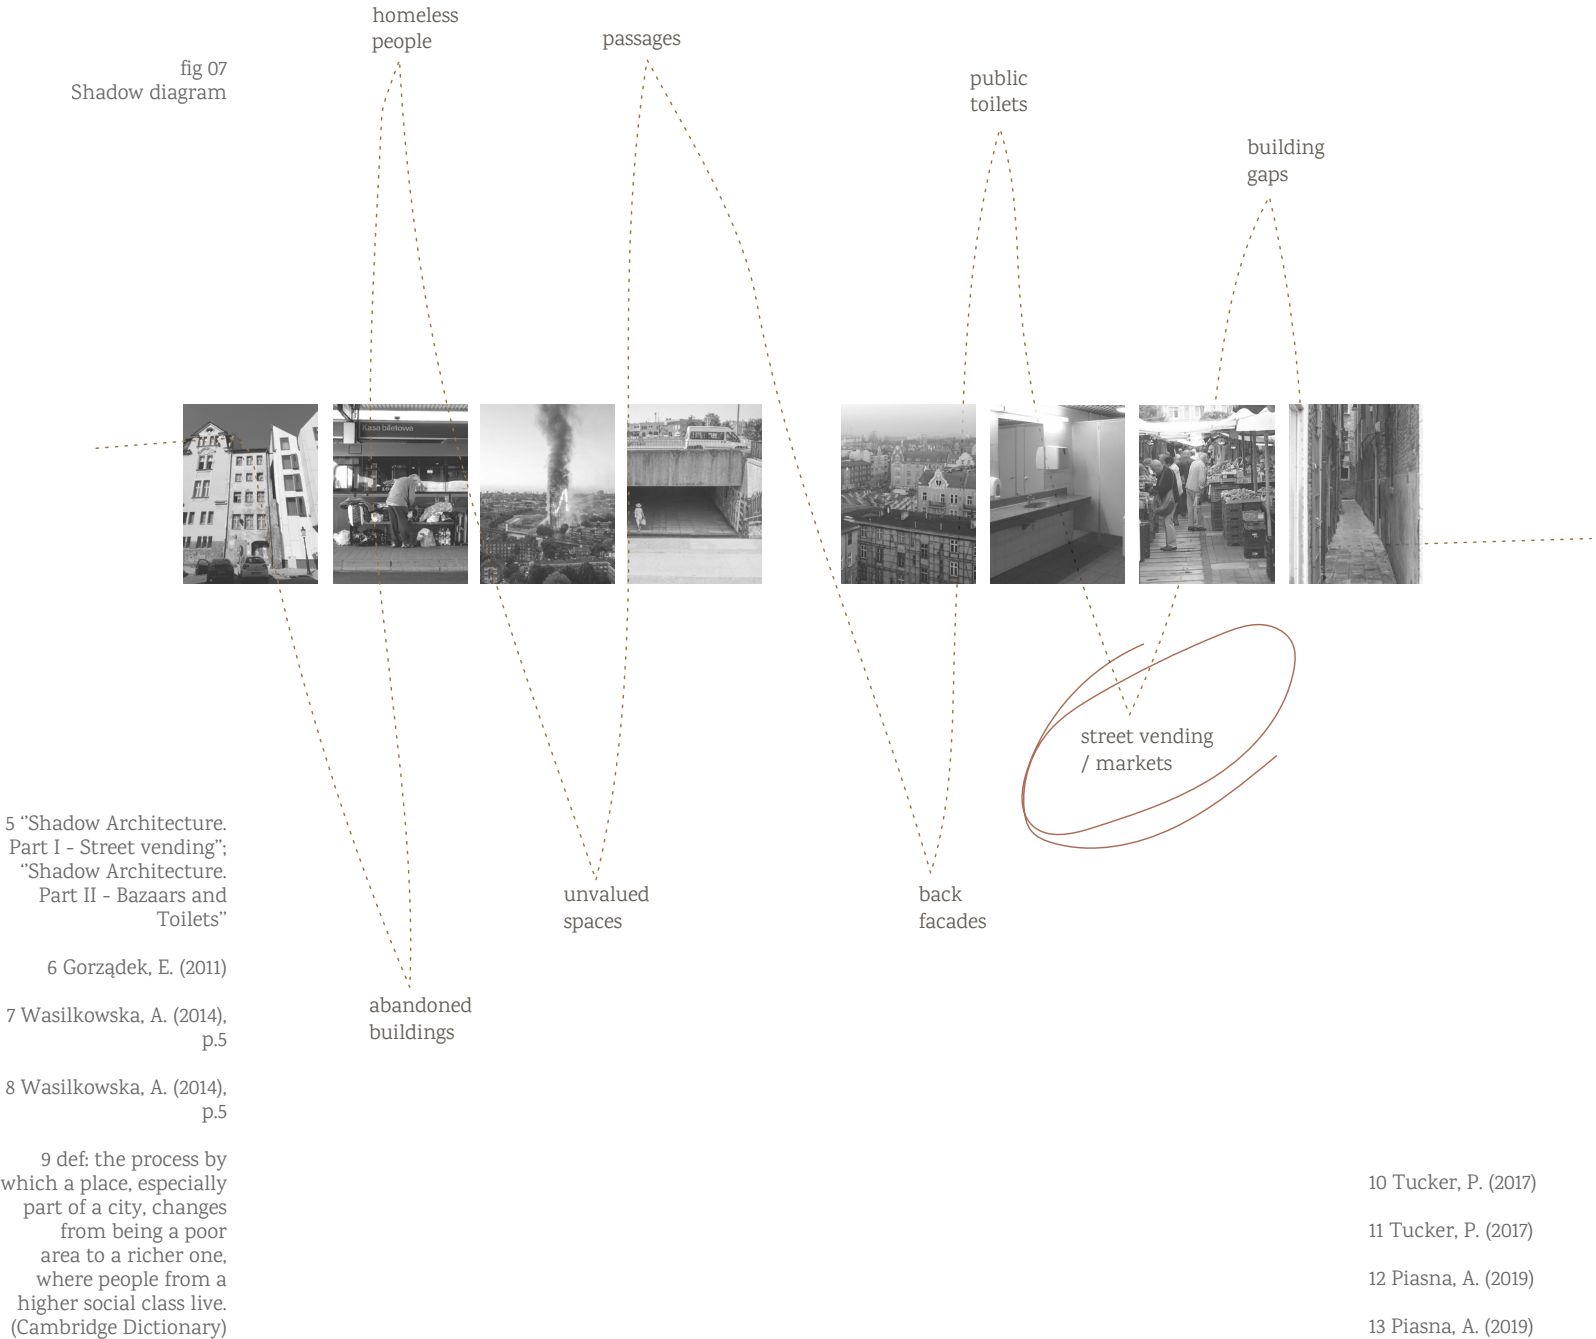 homeless
people
passages
fig 07
Shadow diagram
public
toilets
building
gaps
Kasa biletowa
street vending
/ markets
5 “Shadow Architecture.
Part I - Street vending”;
“Shadow Architecture.
Part II - Bazaars and
Toilets”
unvalued
spaces
back
facades
6 Gorządek, E. (2011)
abandoned
buildings
7 Wasilkowska, A. (2014),
p.5
8 Wasilkowska, A. (2014),
p.5
9 def: the process by
which a place, especially
part of a city, changes
from being a poor
area to a richer one,
where people from a
higher social class live.
(Cambridge Dictionary)
10 Tucker, P. (2017)
11 Tucker, P. (2017)
12 Piasna, A. (2019)
13 Piasna, A. (2019)